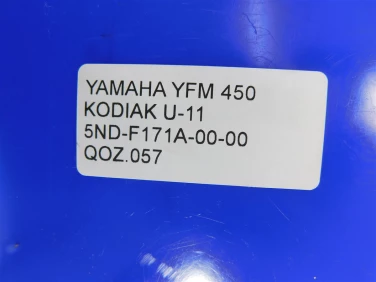 YAMAHA YFM 450
KODIAK U-11
5ND-F171A-00-00
QOZ.057